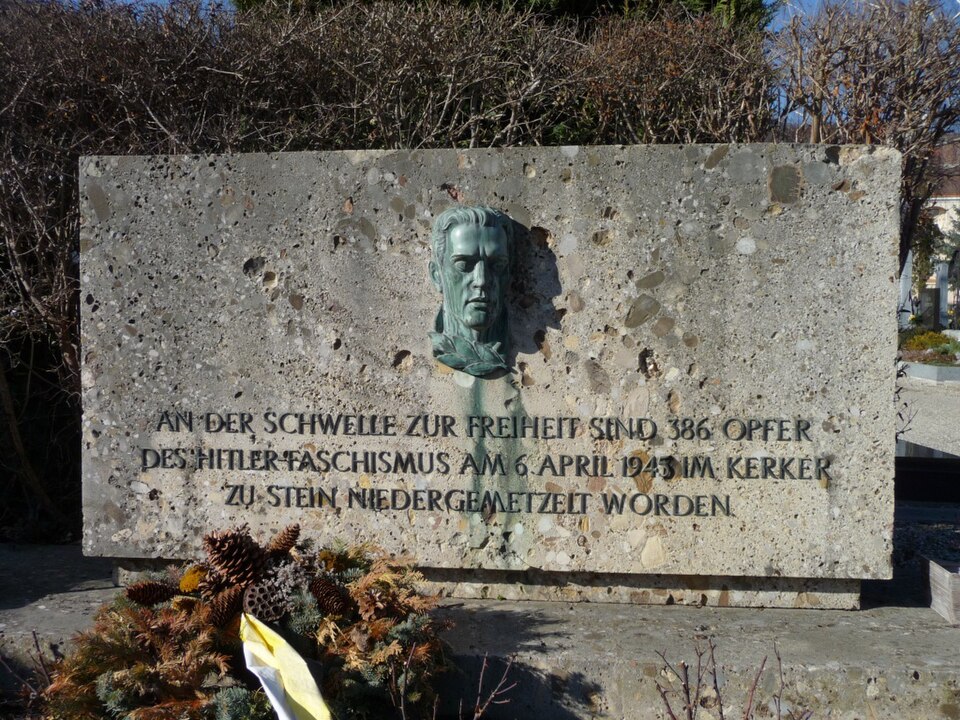 AN DER SCHWELLE ZUR FREIHEIT SIND 386 OPFER
DES HITLER-FASCHISMUS AM 6. APRIL 1945 IM KERKER
ZU STEIN NIEDERGEMETZELT WORDEN.